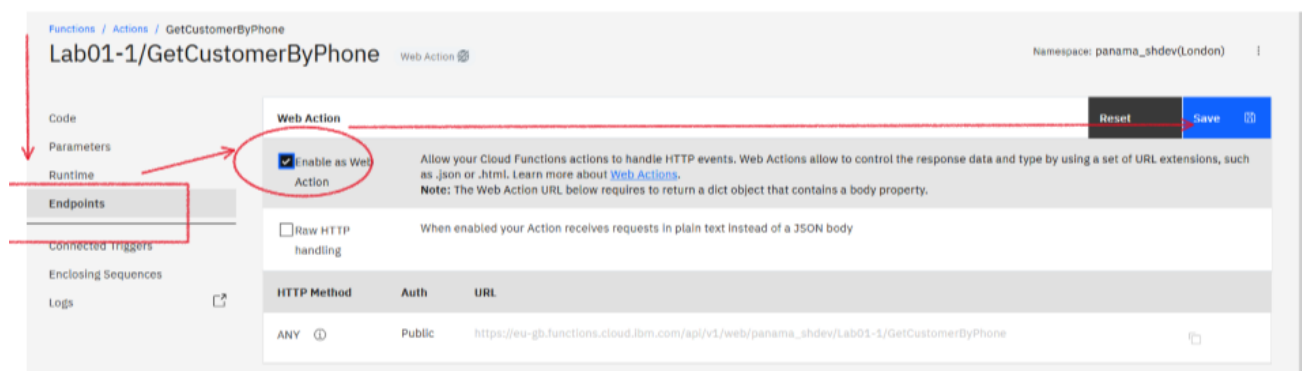 Functions / Actions / GetCustomerByPhone
Lab01-1/GetCustomerByPhone Web Action
Namespace: panama_shdev(London)
Code
Parameters
Runtime
Endpoints
Connected Triggers
Enclosing Sequences
Logs
Web Action
Reset
Save
Enable as Web
Action
Allow your Cloud Functions actions to handle HTTP events. Web Actions allow to control the response data and type by using a set of URL extensions, such
as .json or .html. Learn more about Web Actions.
Note: The Web Action URL below requires to return a dict object that contains a body property.
Raw HTTP
handling
When enabled your Action receives requests in plain text instead of a JSON body
HTTP Method Auth URL
ANY Public https://eu-gb.functions.cloud.ibm.com/api/v1/web/panama_shdev/Lab01-1/GetCustomerByPhone